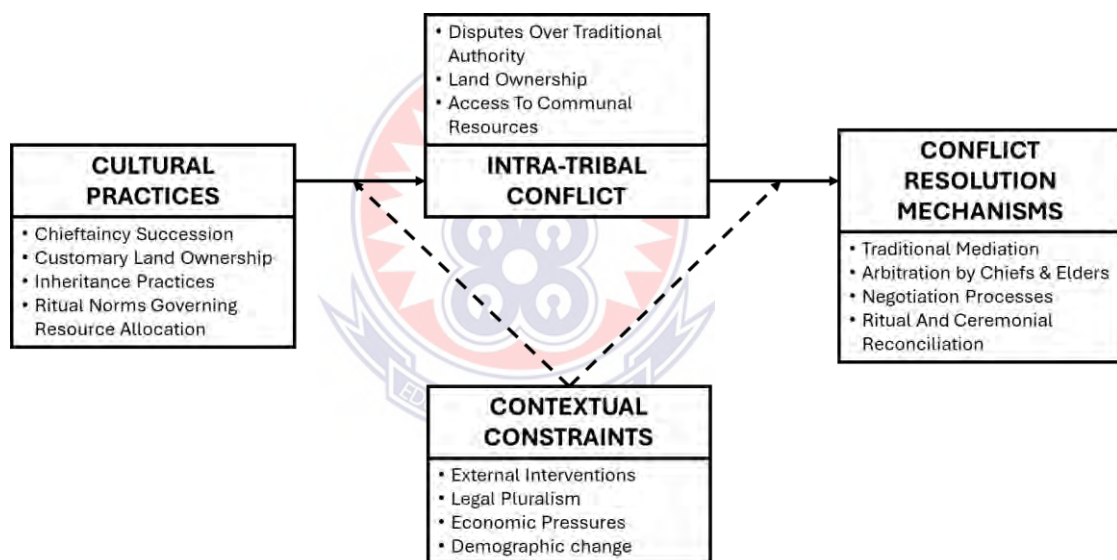 • Disputes Over Traditional
Authority
• Land Ownership
• Access To Communal
Resources
INTRA-TRIBAL
CONFLICT
CULTURAL
PRACTICES
• Chieftaincy Succession
• Customary Land Ownership
• Inheritance Practices
• Ritual Norms Governing
Resource Allocation
CONFLICT
RESOLUTION
MECHANISMS
• Traditional Mediation
• Arbitration by Chiefs & Elders
• Negotiation Processes
• Ritual And Ceremonial
Reconciliation
CONTEXTUAL
CONSTRAINTS
• External Interventions
• Legal Pluralism
• Economic Pressures
• Demographic change